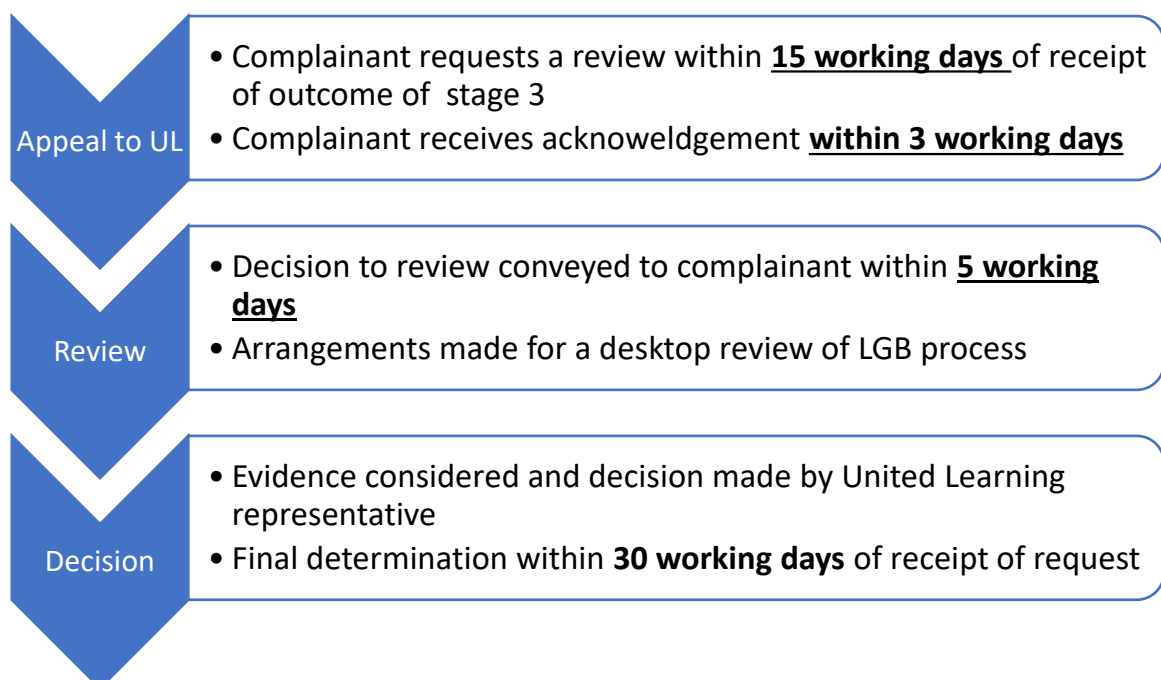 Appeal to UL
• Complainant requests a review within 15 working days of receipt
of outcome of stage 3
• Complainant receives acknoweldgement within 3 working days
Review
• Decision to review conveyed to complainant within 5 working
days
• Arrangements made for a desktop review of LGB process
Decision
• Evidence considered and decision made by United Learning
representative
• Final determination within 30 working days of receipt of request